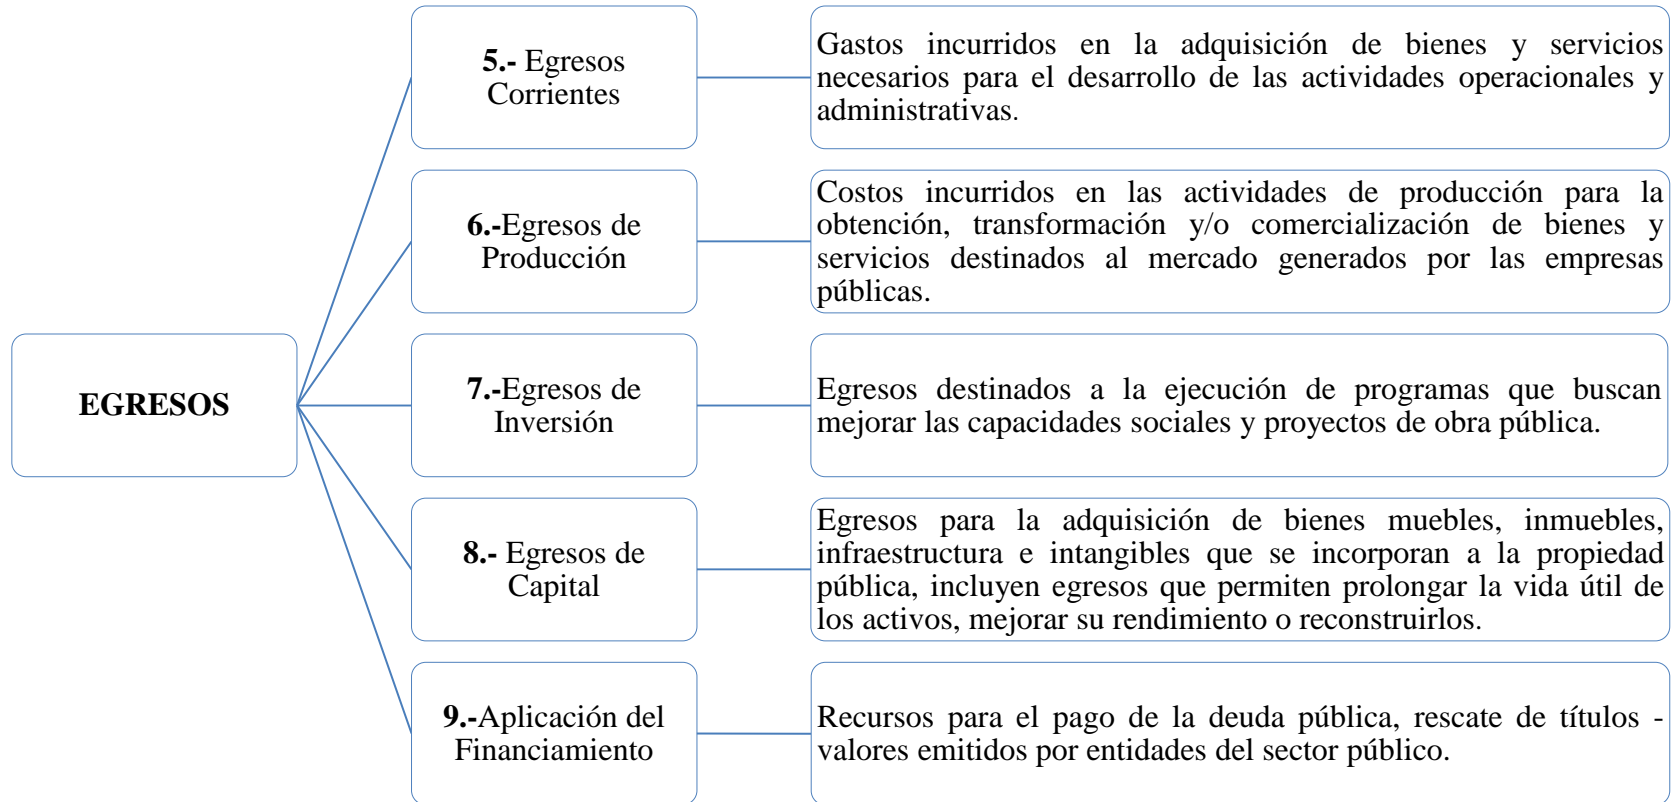 5.- Egresos
Corrientes
Gastos incurridos en la adquisición de bienes y servicios
necesarios para el desarrollo de las actividades operacionales y
administrativas.
6.-Egresos de
Producción
Costos incurridos en las actividades de producción para la
obtención, transformación y/o comercialización de bienes y
servicios destinados al mercado generados por las empresas
públicas.
EGRESOS
7.-Egresos de
Inversión
Egresos destinados a la ejecución de programas que buscan
mejorar las capacidades sociales y proyectos de obra pública.
8.- Egresos de
Capital
Egresos para la adquisición de bienes muebles, inmuebles,
infraestructura e intangibles que se incorporan a la propiedad
pública, incluyen egresos que permiten prolongar la vida útil de
los activos, mejorar su rendimiento o reconstruirlos.
9.-Aplicación del
Financiamiento
Recursos para el pago de la deuda pública, rescate de títulos -
valores emitidos por entidades del sector público.